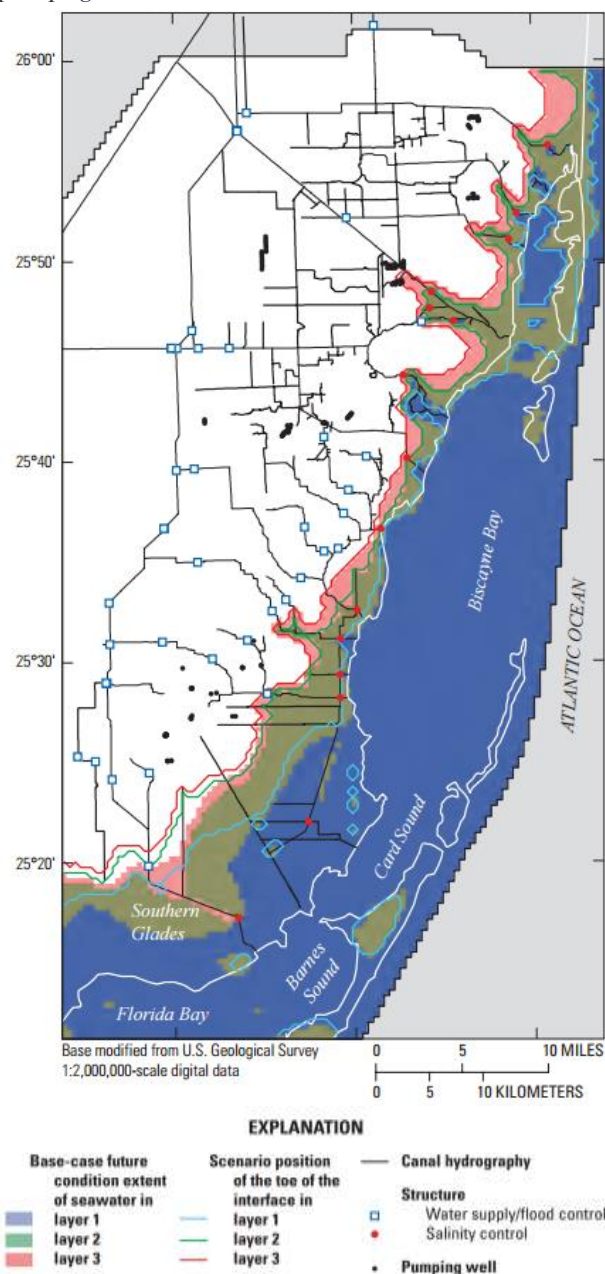 26°00'
25°50'
25°40'
25°30'
25°20'
Biscayne Bay
ATLANTIC OCEAN
Card Sound
Southern
Glades
Barnes
Sound
Florida Bay
Base modified from U.S. Geological Survey
1:2,000,000-scale digital data
0 5 10 MILES
0 5 10 KILOMETERS
EXPLANATION
Base-case future
condition extent
of seawater in
layer 1
layer 2
layer 3
Scenario position
of the toe of the
interface in
layer 1
layer 2
layer 3
Canal hydrography
Structure
Water supply/flood control
Salinity control
Pumping well